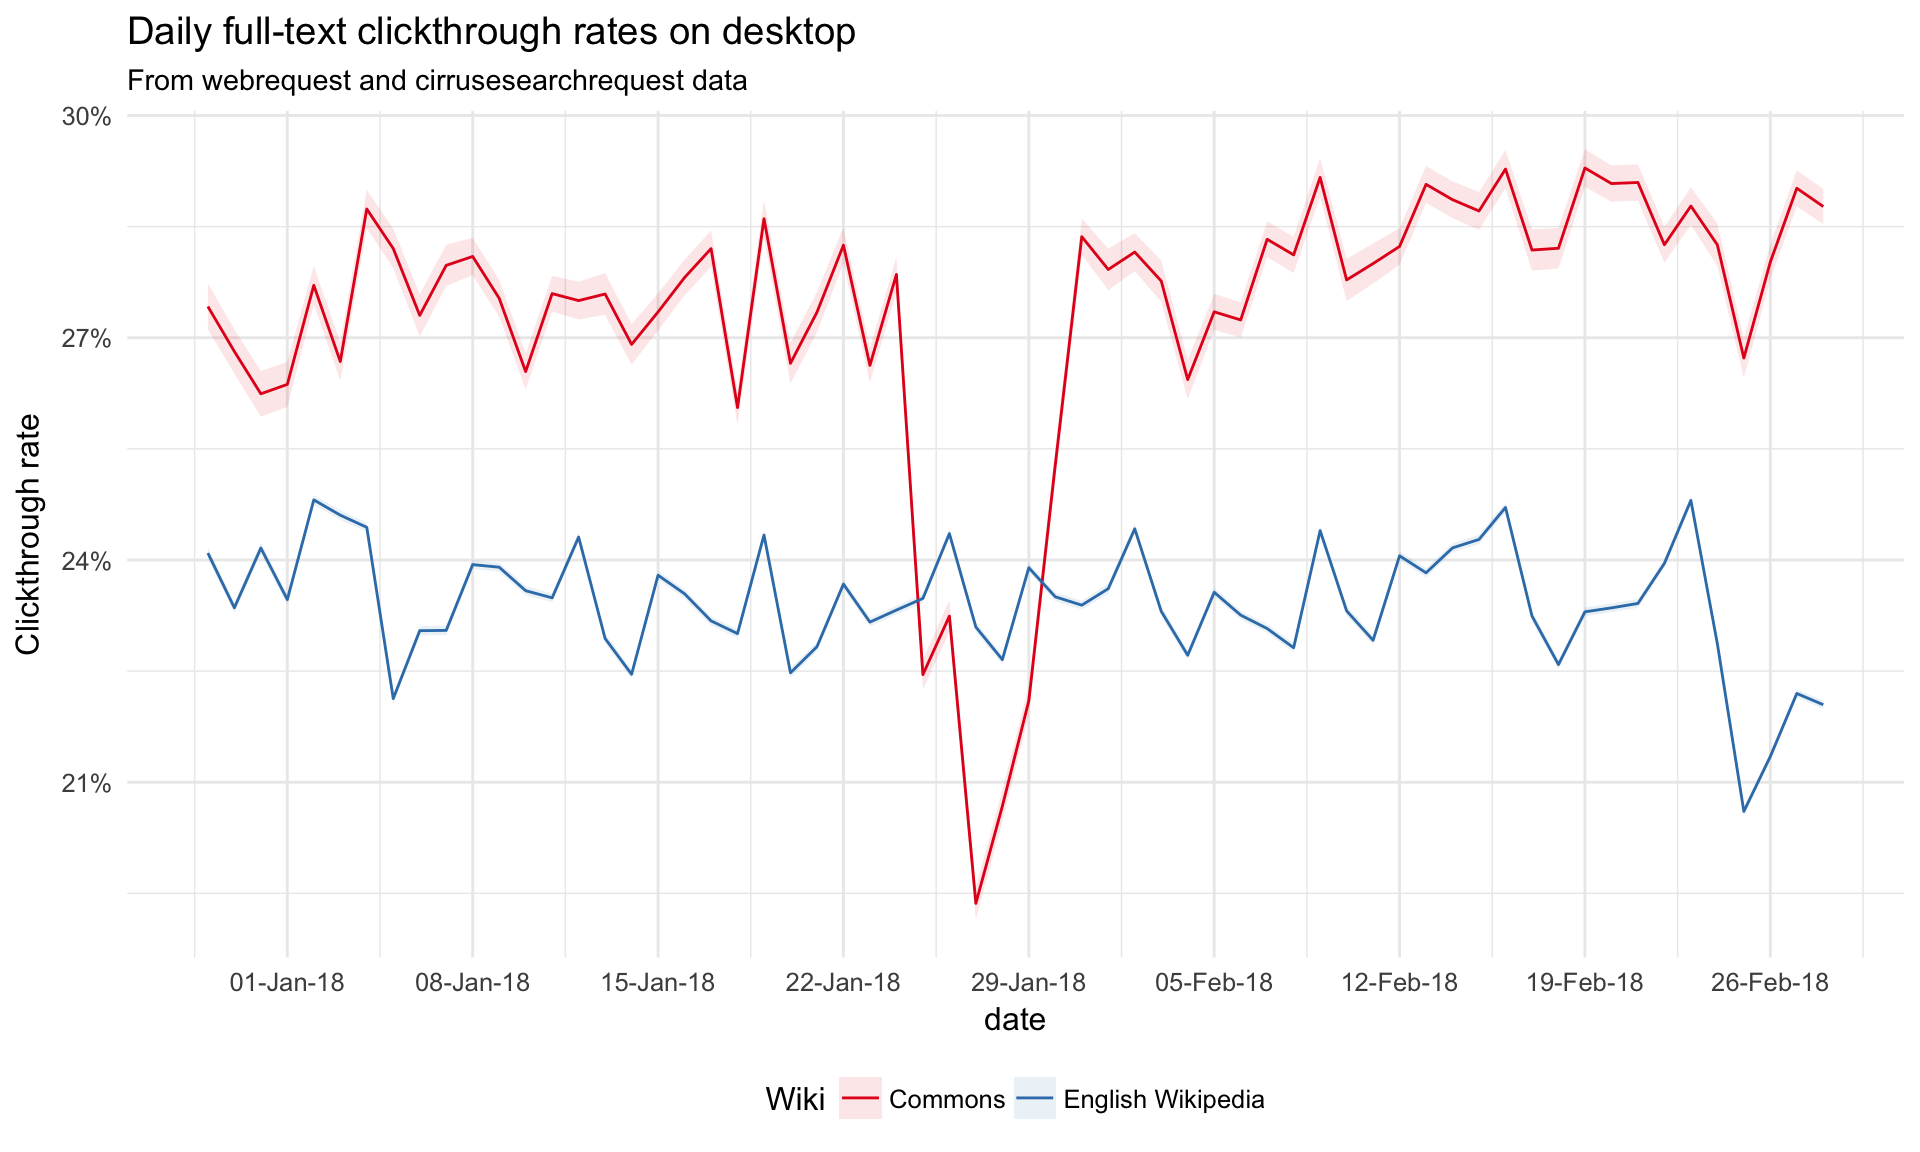 Daily full-text clickthrough rates on desktop
From webrequest and cirrusesearchrequest data
30%
27%
24%
21%
Clickthrough rate
01-Jan-18 08-Jan-18 15-Jan-18 22-Jan-18 29-Jan-18 05-Feb-18 12-Feb-18 19-Feb-18 26-Feb-18
date
Wiki Commons English Wikipedia